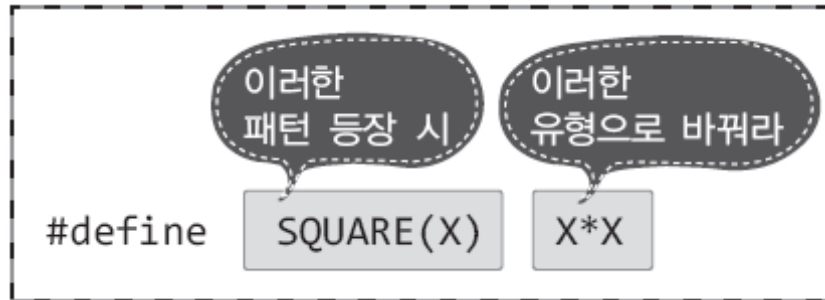 이러한
패턴 등장 시
이러한
유형으로 바꿔라
#define SQUARE(X) X*X